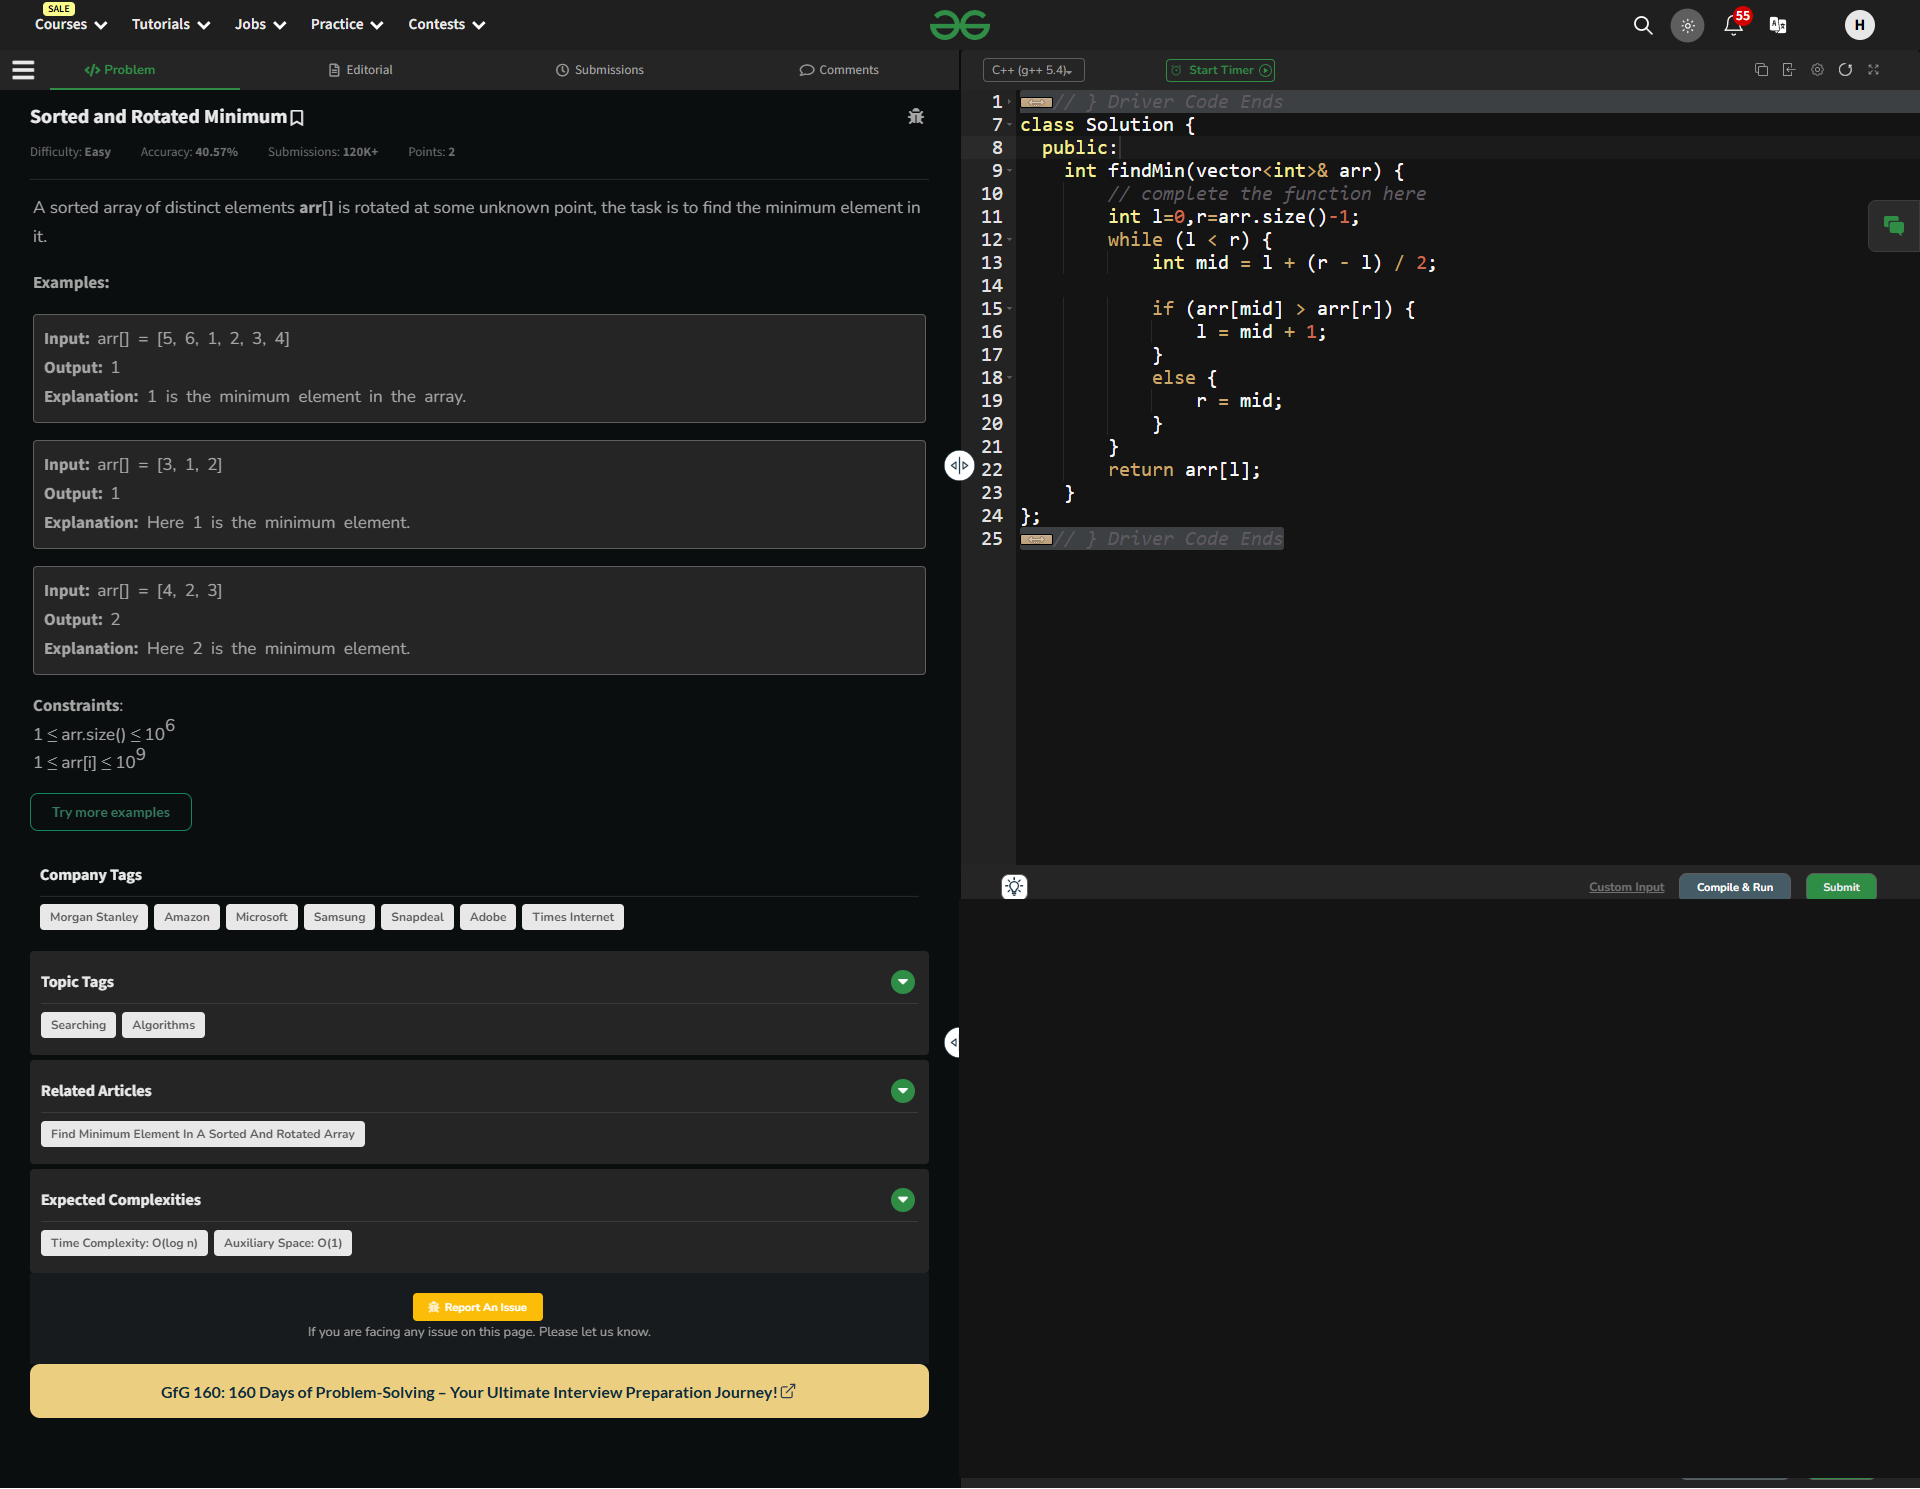 SALE
Courses Tutorials Jobs Practice Contests
55
H
Problem Editorial Submissions Comments
C++ (g++ 5.4) Start Timer
Sorted and Rotated Minimum
Difficulty: Easy Accuracy: 40.57% Submissions: 120K+ Points: 2
A sorted array of distinct elements arr[] is rotated at some unknown point, the task is to find the minimum element in
it.
Examples:
Input: arr[] = [5, 6, 1, 2, 3, 4]
Output: 1
Explanation: 1 is the minimum element in the array.
Input: arr[] = [3, 1, 2]
Output: 1
Explanation: Here 1 is the minimum element.
Input: arr[] = [4, 2, 3]
Output: 2
Explanation: Here 2 is the minimum element.
Constraints:
1 ≤ arr.size() ≤ 10^6
1 ≤ arr[i] ≤ 10^9
Try more examples
Company Tags
Morgan Stanley Amazon Microsoft Samsung Snapdeal Adobe Times Internet
Topic Tags
Searching Algorithms
Related Articles
Find Minimum Element In A Sorted And Rotated Array
Expected Complexities
Time Complexity: O(log n) Auxiliary Space: O(1)
Report An Issue
If you are facing any issue on this page. Please let us know.
GfG 160: 160 Days of Problem-Solving – Your Ultimate Interview Preparation Journey!
1 // } Driver Code Ends
7 class Solution {
8   public:
9     int findMin(vector<int>& arr) {
10         // complete the function here
11         int l=0,r=arr.size()-1;
12         while (l < r) {
13             int mid = l + (r - l) / 2;
14
15             if (arr[mid] > arr[r]) {
16                 l = mid + 1;
17             }
18             else {
19                 r = mid;
20             }
21         }
22         return arr[l];
23     }
24 };
25 // } Driver Code Ends
Custom Input Compile & Run Submit